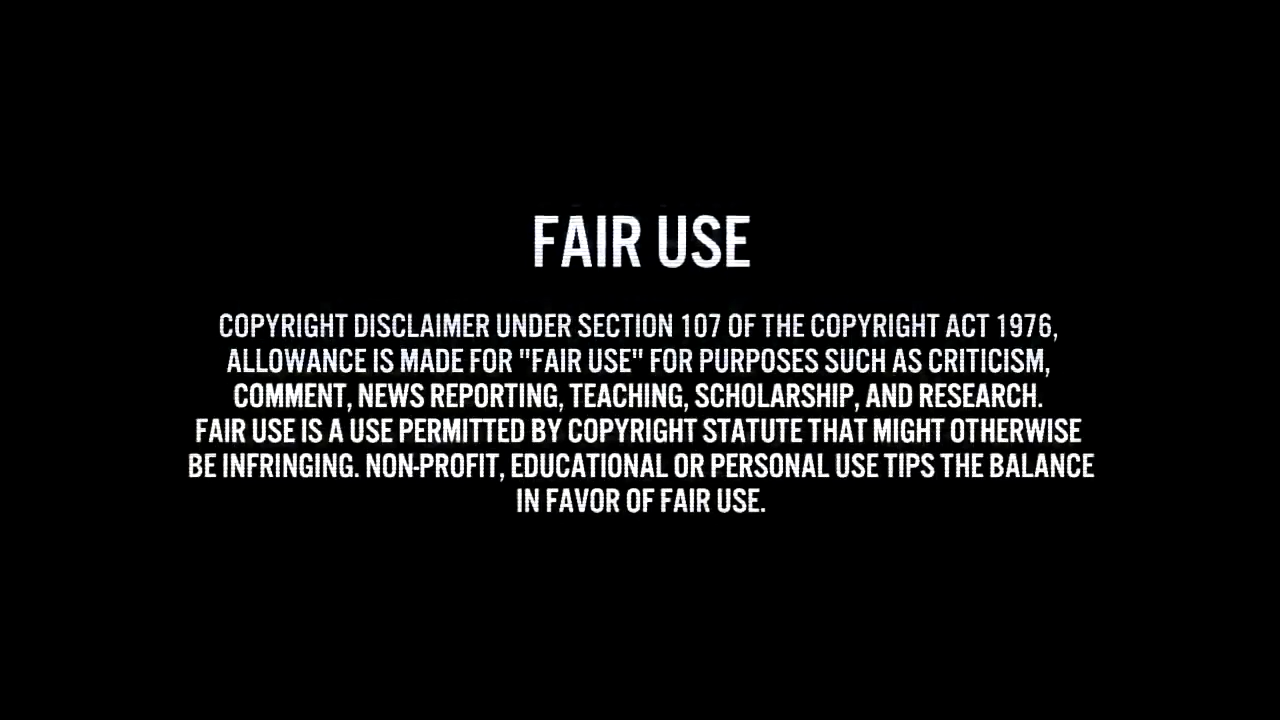 FAIR USE
COPYRIGHT DISCLAIMER UNDER SECTION 107 OF THE COPYRIGHT ACT 1976,
ALLOWANCE IS MADE FOR "FAIR USE" FOR PURPOSES SUCH AS CRITICISM,
COMMENT, NEWS REPORTING, TEACHING, SCHOLARSHIP, AND RESEARCH.
FAIR USE IS A USE PERMITTED BY COPYRIGHT STATUTE THAT MIGHT OTHERWISE
BE INFRINGING. NON-PROFIT, EDUCATIONAL OR PERSONAL USE TIPS THE BALANCE
IN FAVOR OF FAIR USE.